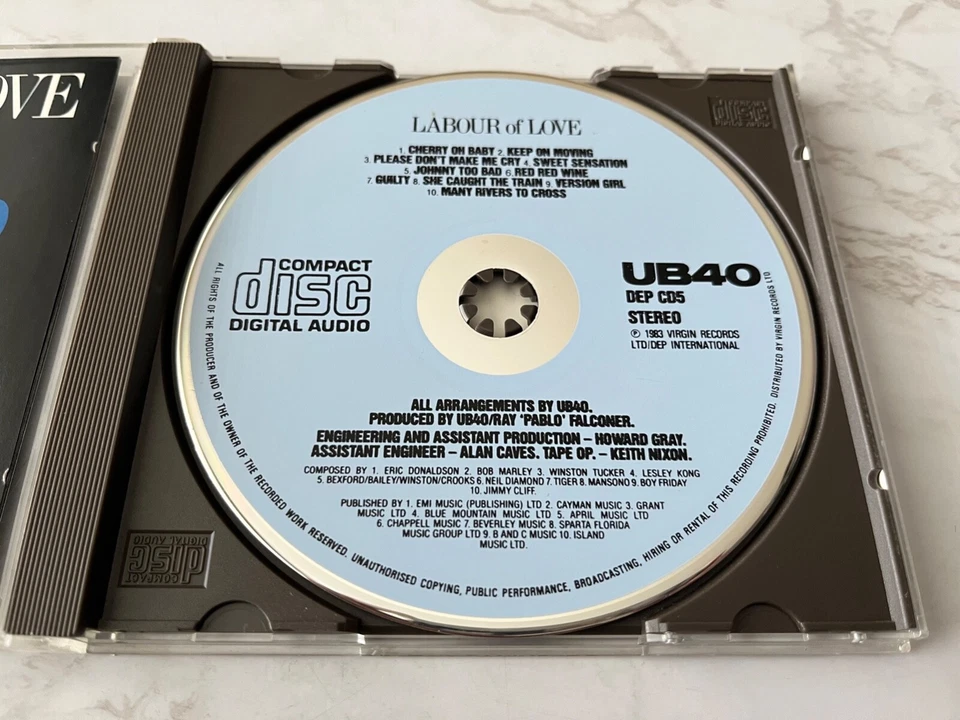 OVE
LABOUR of LOVE
1. CHERRY OH BABY 2. KEEP ON MOVING
3. PLEASE DON'T MAKE ME CRY 4. SWEET SENSATION
5. JOHNNY TOO BAD 6. RED RED WINE
7. GUILTY 8. SHE CAUGHT THE TRAIN 9. VERSION GIRL
10. MANY RIVERS TO CROSS
COMPACT
disc
DIGITAL AUDIO
UB40
DEP CD5
STEREO
℗ 1983 VIRGIN RECORDS
LTD/DEP INTERNATIONAL
ALL ARRANGEMENTS BY UB40.
PRODUCED BY UB40/RAY 'PABLO' FALCONER.
ENGINEERING AND ASSISTANT PRODUCTION – HOWARD GRAY.
ASSISTANT ENGINEER – ALAN CAVES. TAPE OP. – KEITH NIXON.
COMPOSED BY 1. ERIC DONALDSON 2. BOB MARLEY 3. WINSTON TUCKER 4. LESLEY KONG
5. BEXFORD/BAILEY/WINSTON/CROOKS 6. NEIL DIAMOND 7. TIGER 8. MANSONO 9. BOY FRIDAY
10. JIMMY CLIFF.
PUBLISHED BY 1. EMI MUSIC (PUBLISHING) LTD 2. CAYMAN MUSIC 3. GRANT
MUSIC LTD 4. BLUE MOUNTAIN MUSIC LTD 5. APRIL MUSIC LTD
6. CHAPPELL MUSIC 7. BEVERLEY MUSIC 8. SPARTA FLORIDA
MUSIC GROUP LTD 9. B AND C MUSIC 10. ISLAND
MUSIC LTD.
ALL RIGHTS OF THE PRODUCER AND OF THE OWNER OF THE RECORDED WORK RESERVED. UNAUTHORISED COPYING, PUBLIC PERFORMANCE, BROADCASTING, HIRING OR RENTAL OF THIS RECORDING PROHIBITED. DISTRIBUTED BY VIRGIN RECORDS LTD.
COMPACT
disc
DIGITAL AUDIO
COMPACT
disc
DIGITAL AUDIO